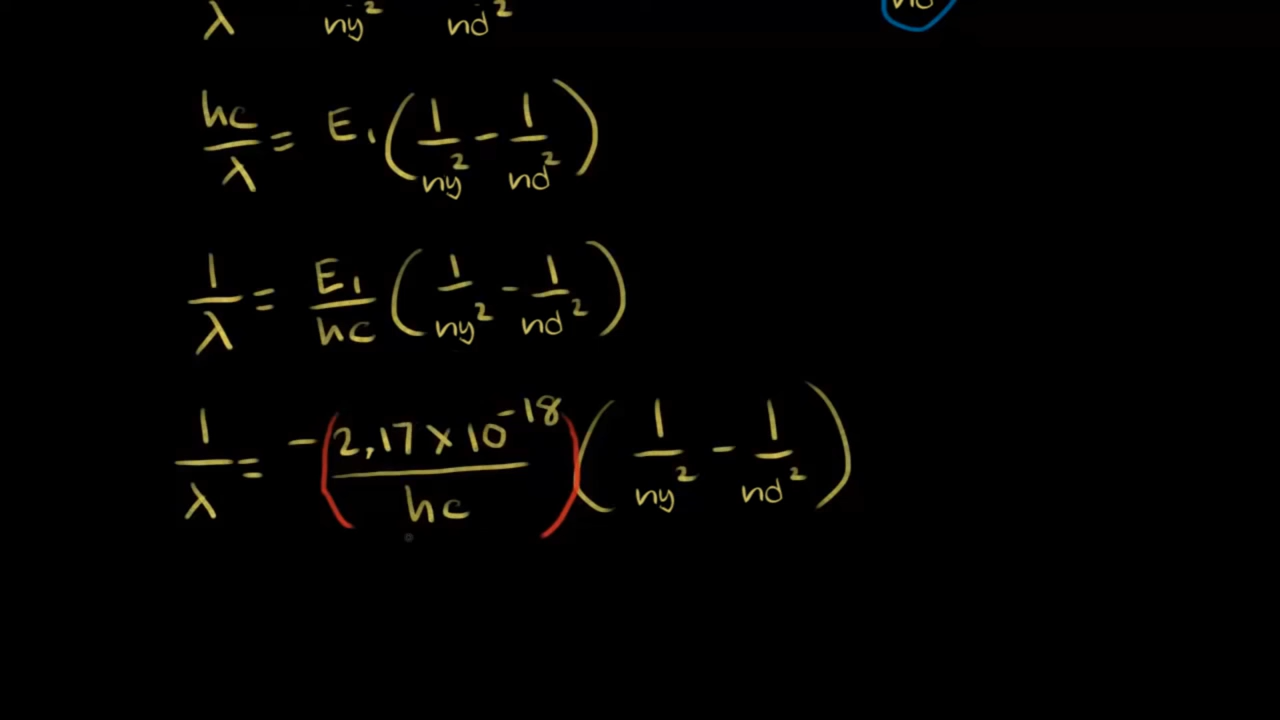 λ ny² nd²
hc/λ = E₁ (1/ny² - 1/nd²)
1/λ = E₁/hc (1/ny² - 1/nd²)
1/λ = -(2,17 x 10⁻¹⁸/hc) (1/ny² - 1/nd²)